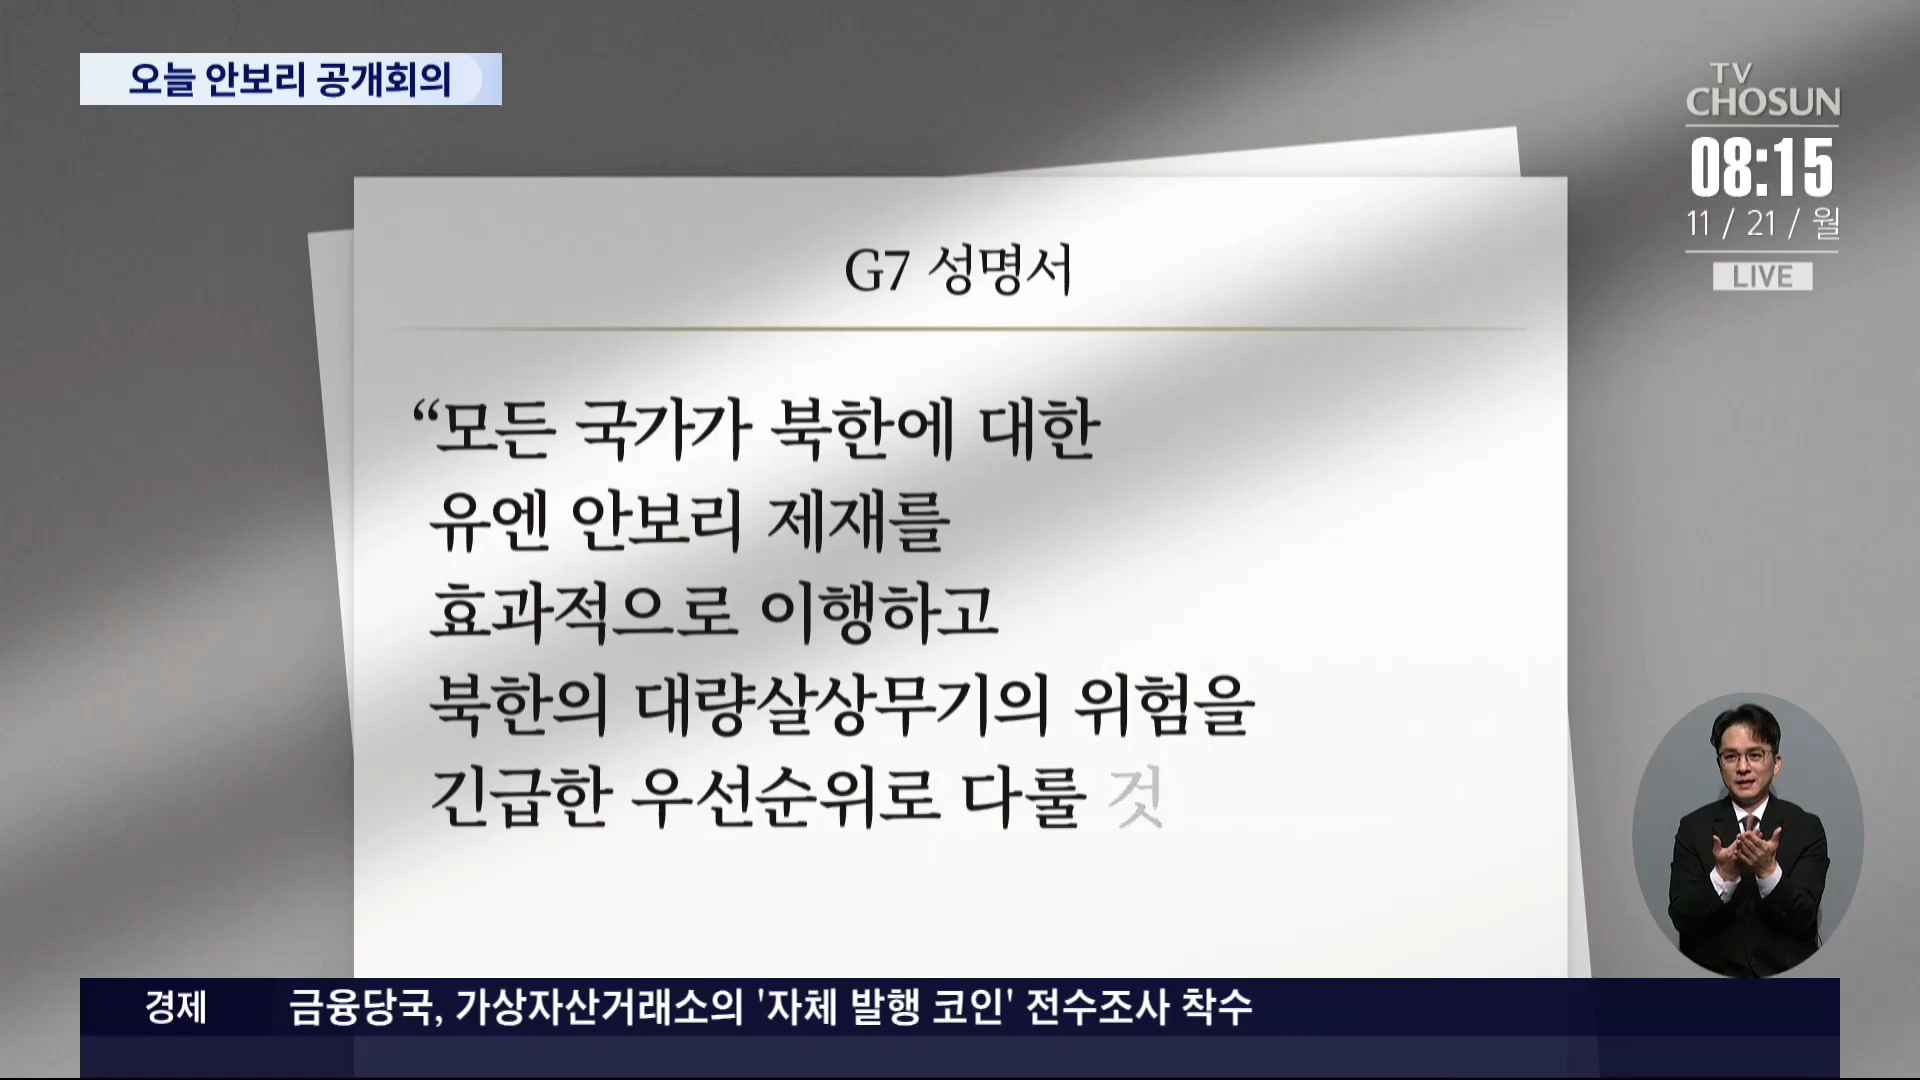 오늘 안보리 공개회의
TV
CHOSUN
08:15
11 / 21 / 월
LIVE
G7 성명서
“모든 국가가 북한에 대한
유엔 안보리 제재를
효과적으로 이행하고
북한의 대량살상무기의 위험을
긴급한 우선순위로 다룰 것
경제 금융당국, 가상자산거래소의 '자체 발행 코인' 전수조사 착수